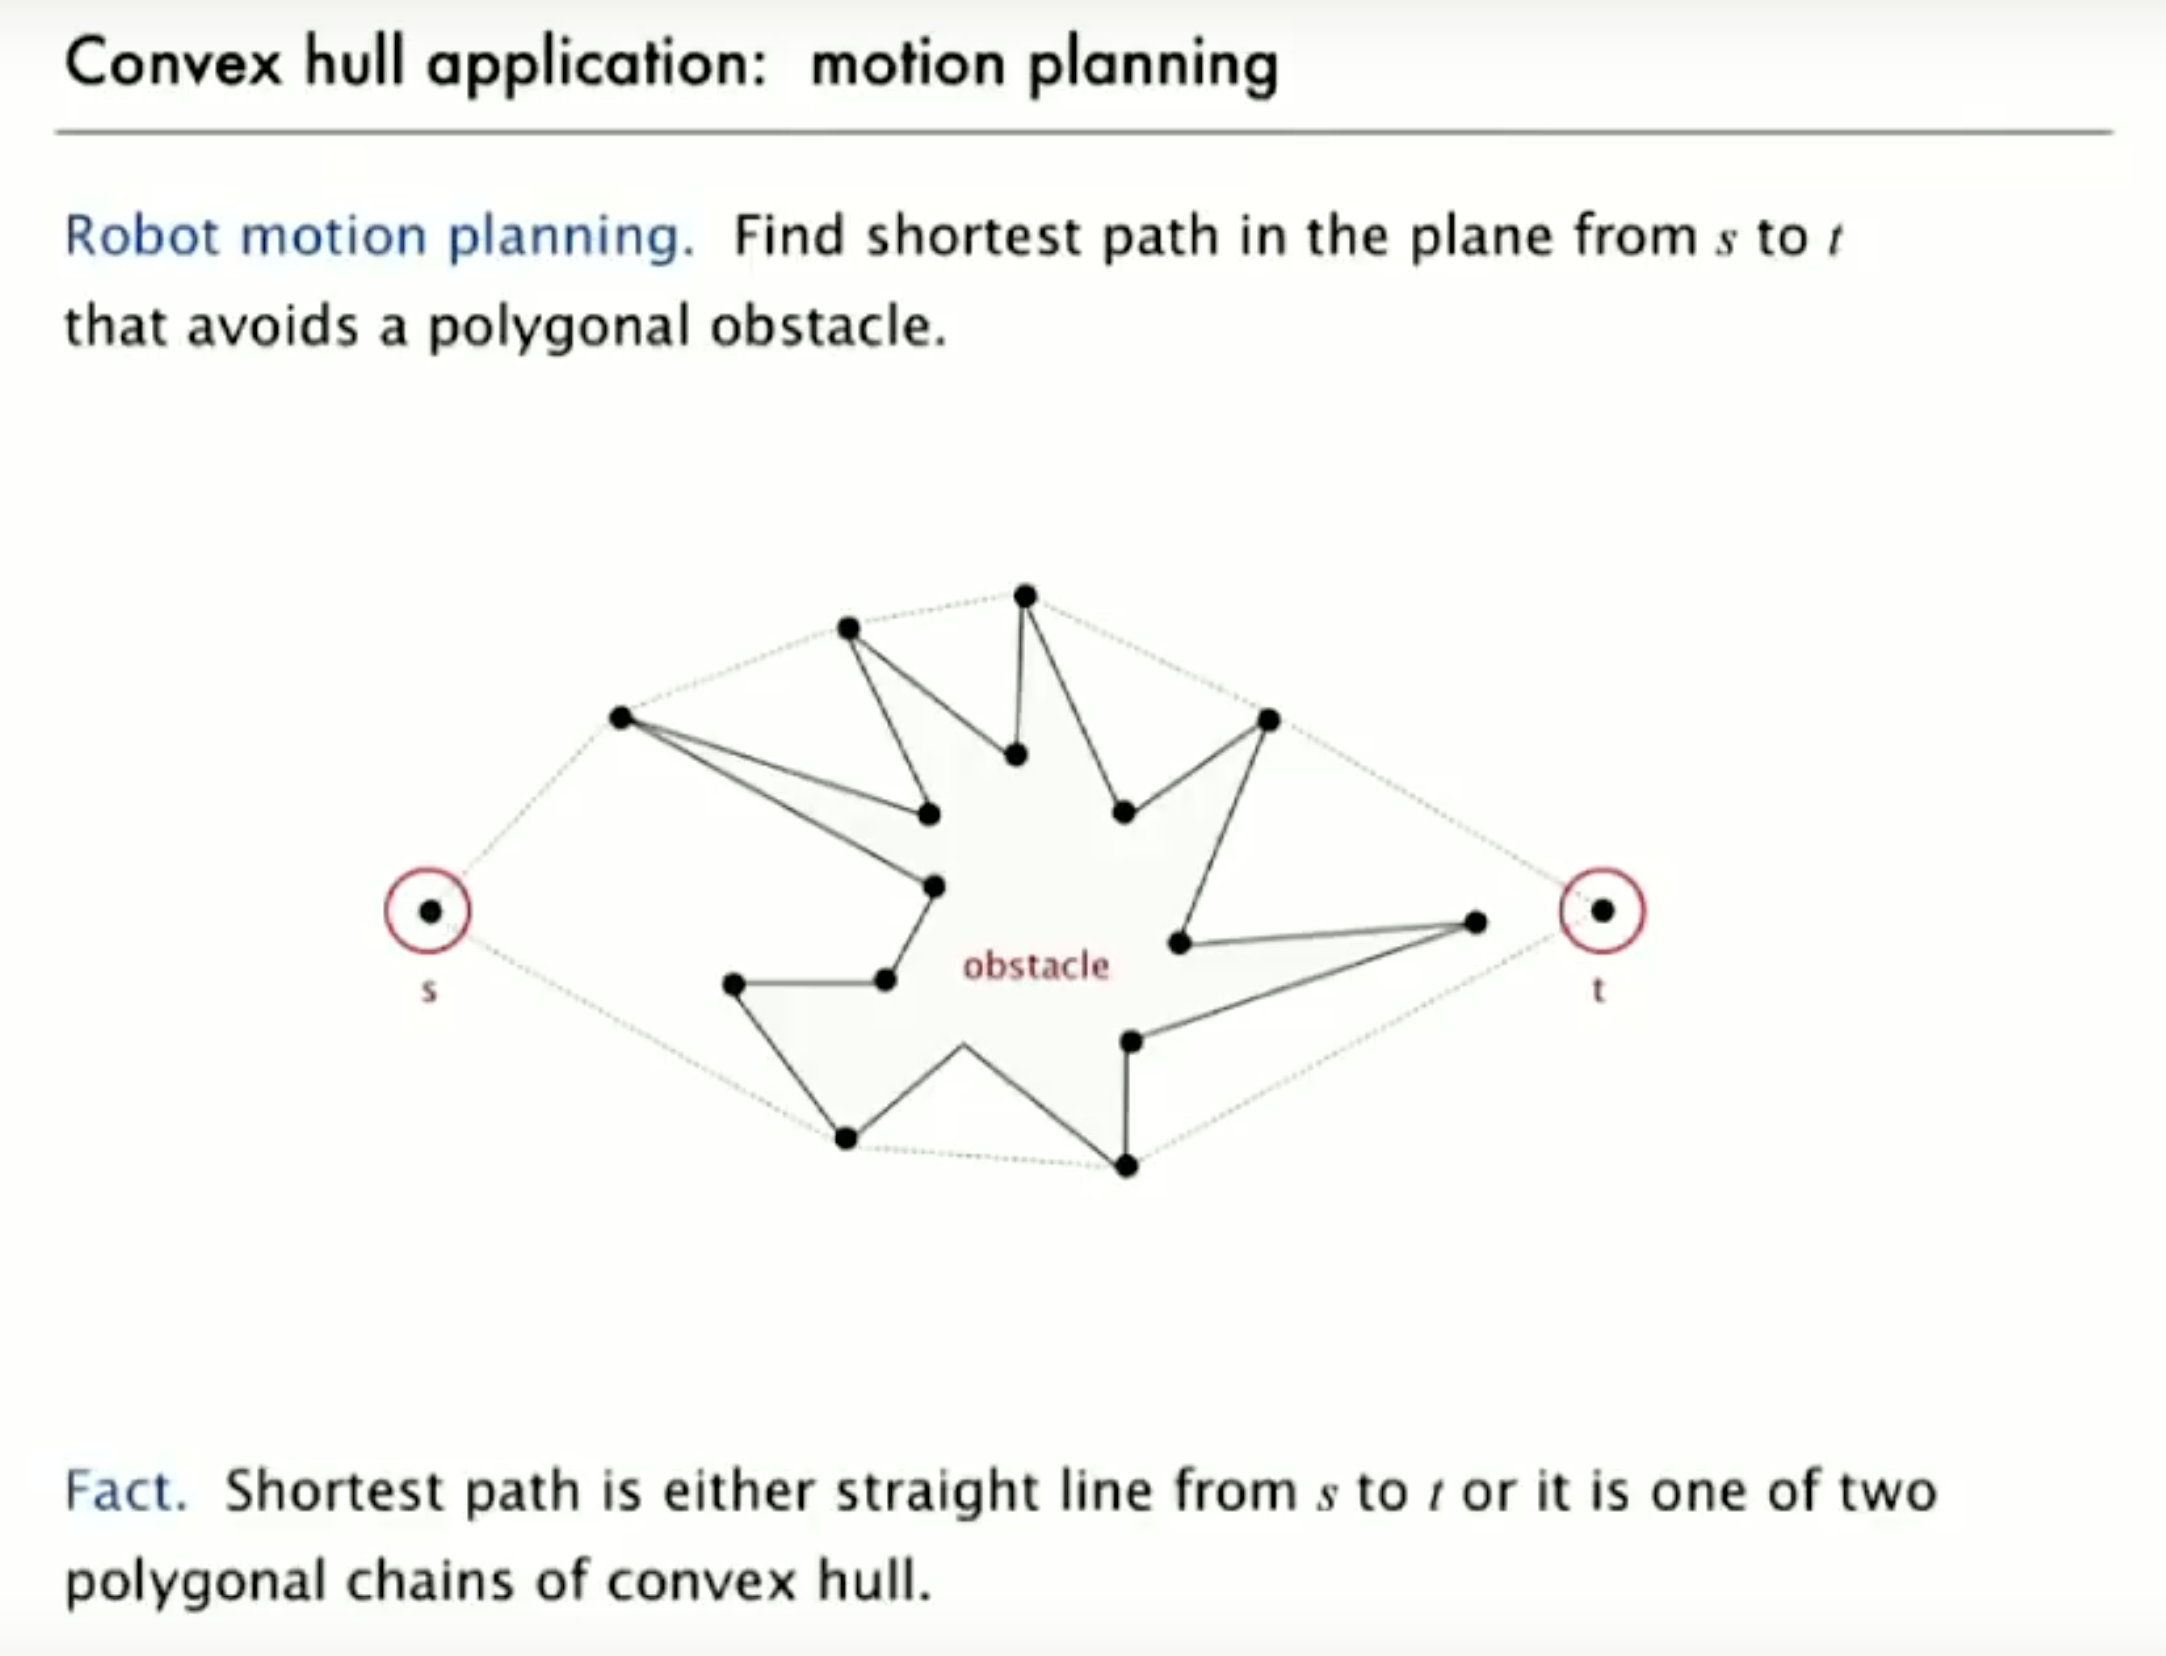 Convex hull application: motion planning
Robot motion planning. Find shortest path in the plane from s to t
that avoids a polygonal obstacle.
obstacle
s
t
Fact. Shortest path is either straight line from s to t or it is one of two
polygonal chains of convex hull.